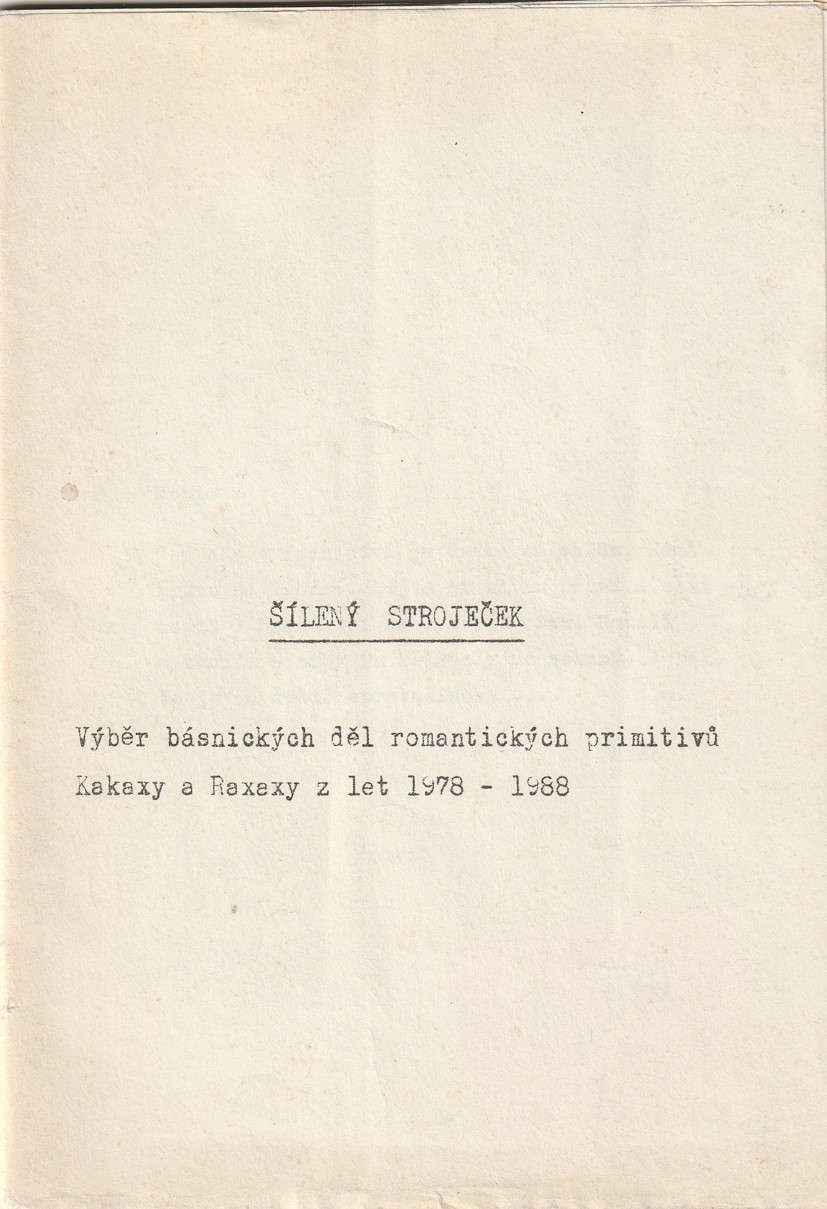 ŠÍLENÝ STROJEČEK
Výběr básnických děl romantických primitivů
Kakaxy a Raxaxy z let 1978 - 1988